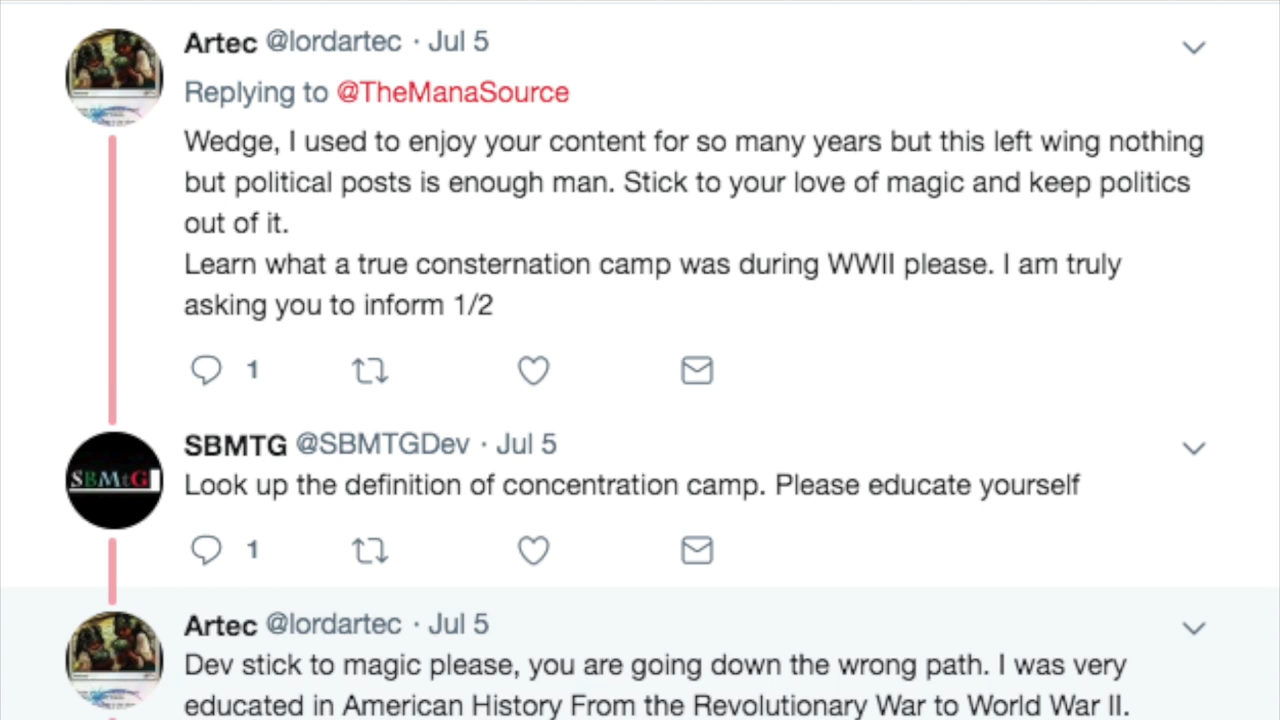 Artec @lordartec · Jul 5
Replying to @TheManaSource
Wedge, I used to enjoy your content for so many years but this left wing nothing
but political posts is enough man. Stick to your love of magic and keep politics
out of it.
Learn what a true consternation camp was during WWII please. I am truly
asking you to inform 1/2
1
SBMTG @SBMTGDev · Jul 5
SBMtG
Look up the definition of concentration camp. Please educate yourself
1
Artec @lordartec · Jul 5
Dev stick to magic please, you are going down the wrong path. I was very
educated in American History From the Revolutionary War to World War II.